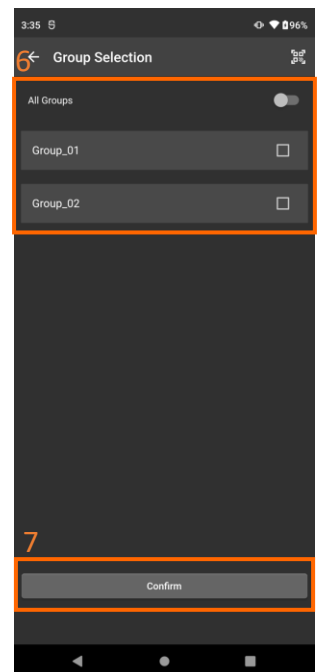 3:35 96%
6 Group Selection
All Groups
Group_01
Group_02
7
Confirm